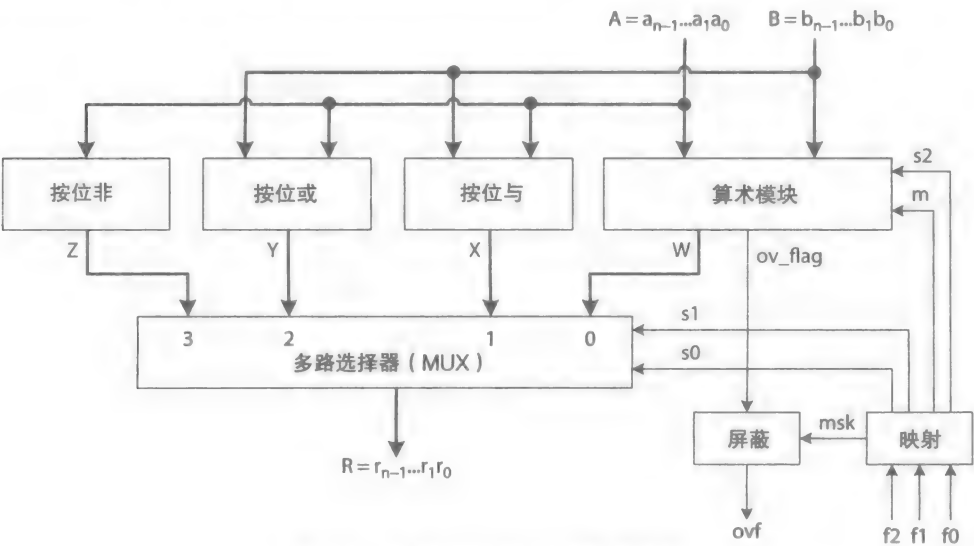 A = aₙ₋₁...a₁a₀ B = bₙ₋₁...b₁b₀
按位非 按位或 按位与 算术模块
s2
m
Z Y X W ov_flag
3 2 1 0
多路选择器（MUX）
s1
s0
屏蔽 msk 映射
R = rₙ₋₁...r₁r₀
ovf f2 f1 f0